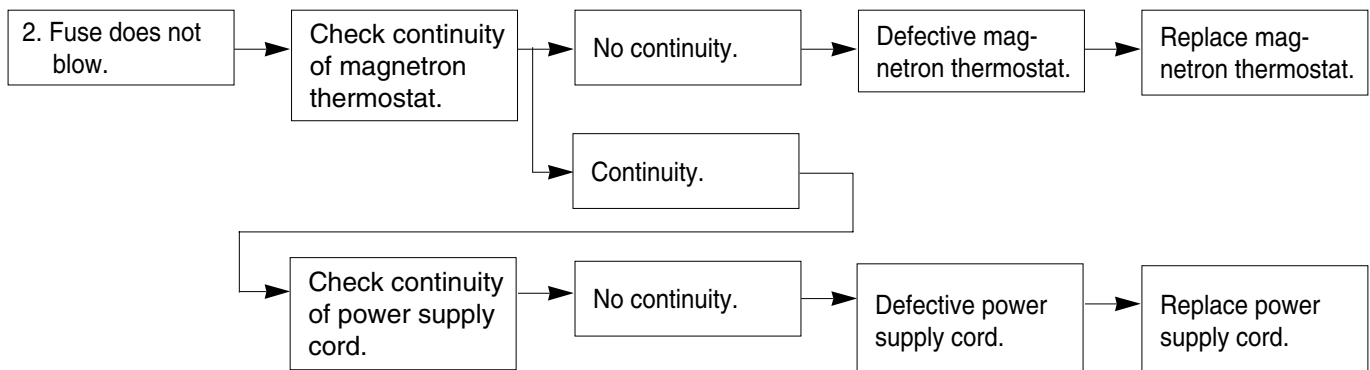 2. Fuse does not
blow.
Check continuity
of magnetron
thermostat.
No continuity.
Defective mag-
netron thermostat.
Replace mag-
netron thermostat.
Continuity.
Check continuity
of power supply
cord.
No continuity.
Defective power
supply cord.
Replace power
supply cord.